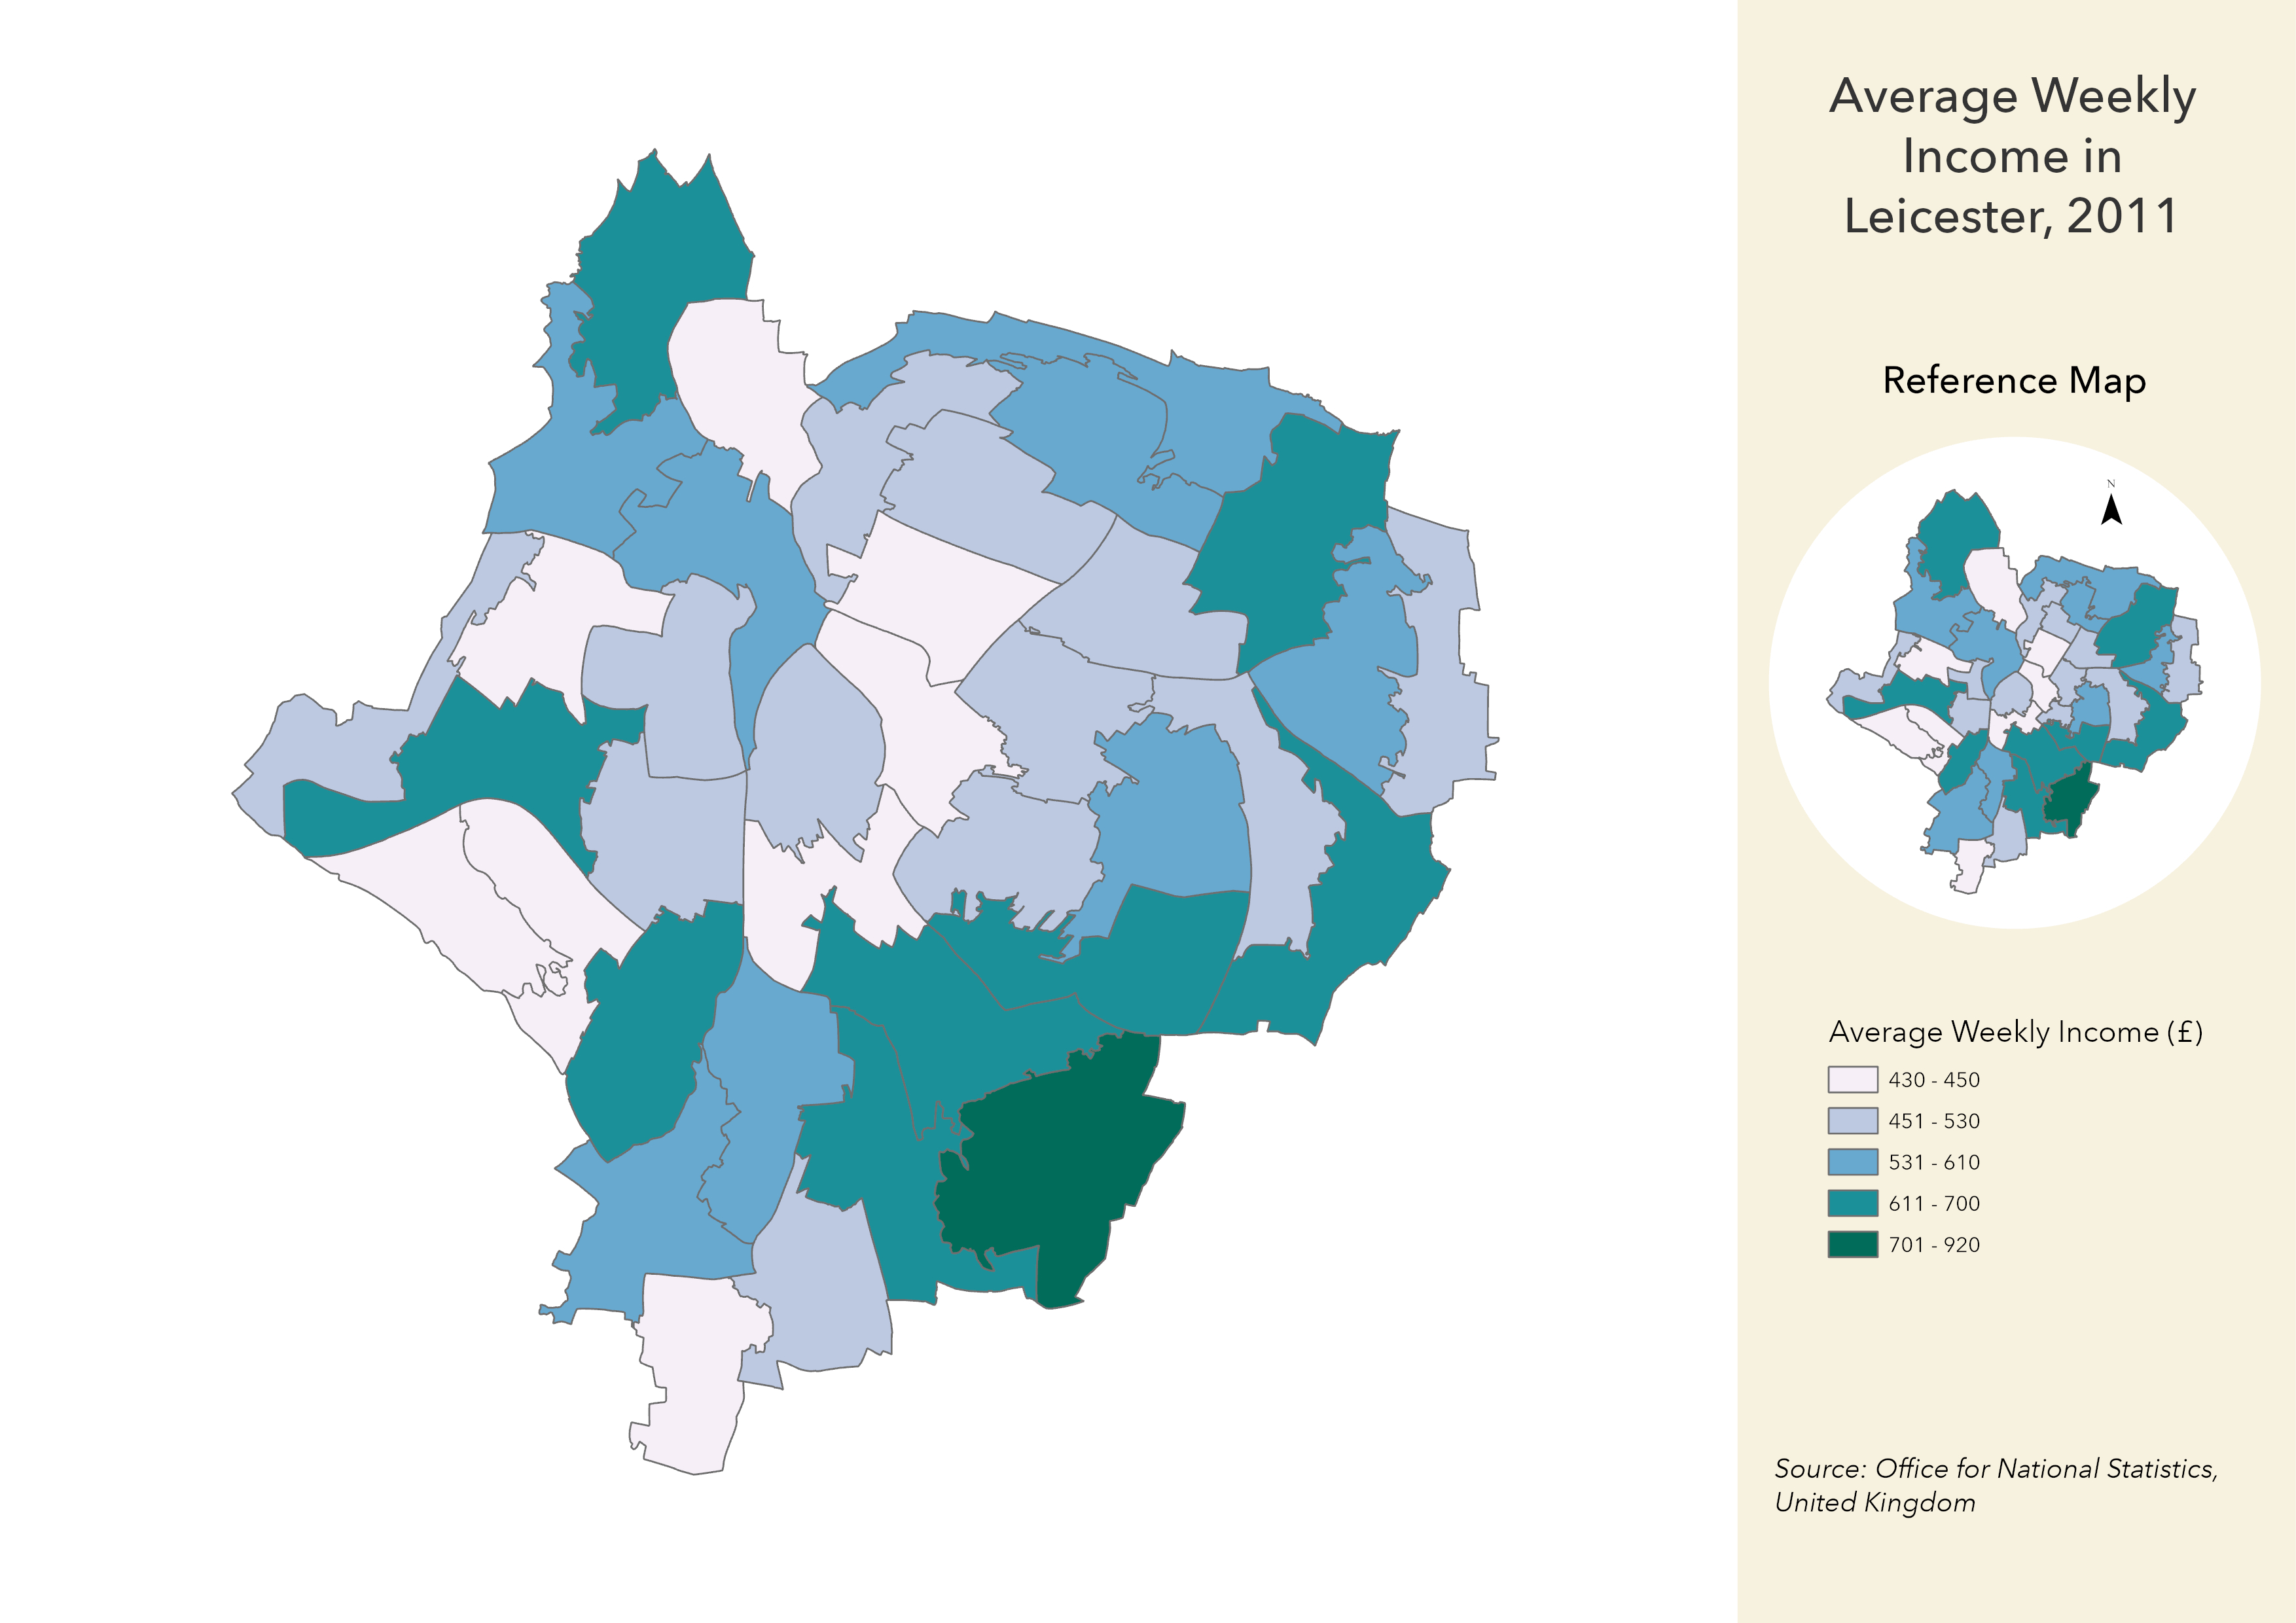 Average Weekly
Income in
Leicester, 2011
Reference Map
N
Average Weekly Income (£)
430 - 450
451 - 530
531 - 610
611 - 700
701 - 920
Source: Office for National Statistics,
United Kingdom